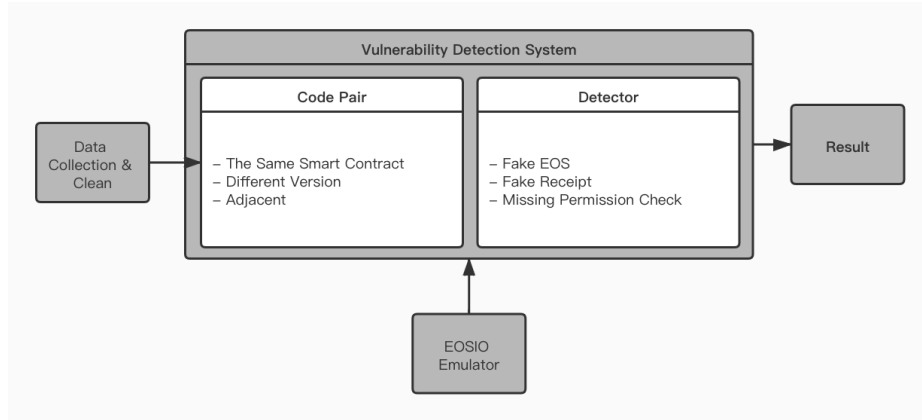 Vulnerability Detection System
Code Pair
Detector
Data
Collection &
Clean
– The Same Smart Contract
– Different Version
– Adjacent
– Fake EOS
– Fake Receipt
– Missing Permission Check
Result
EOSIO
Emulator